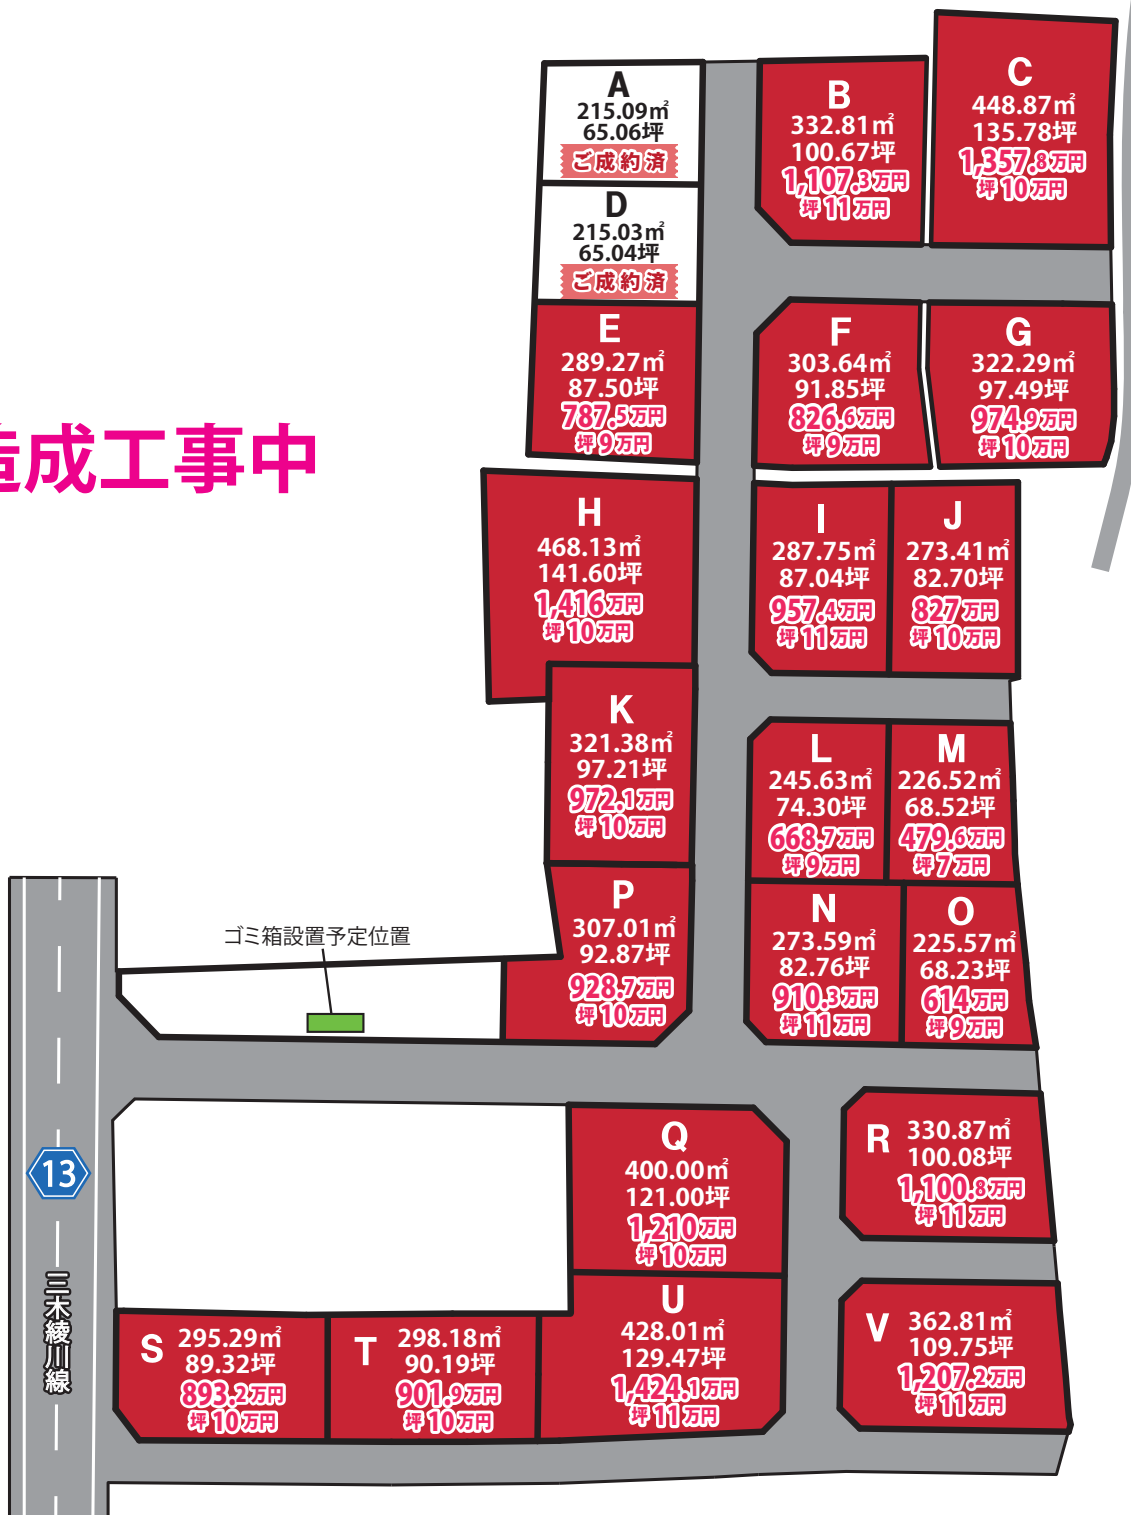 A
215.09㎡
65.06坪
ご成約済
B
332.81㎡
100.67坪
1,107.3万円
坪11万円
C
448.87㎡
135.78坪
1,357.8万円
坪10万円
D
215.03㎡
65.04坪
ご成約済
E
289.27㎡
87.50坪
787.5万円
坪9万円
F
303.64㎡
91.85坪
826.6万円
坪9万円
G
322.29㎡
97.49坪
974.9万円
坪10万円
造成工事中
H
468.13㎡
141.60坪
1,416万円
坪10万円
I
287.75㎡
87.04坪
957.4万円
坪11万円
J
273.41㎡
82.70坪
827万円
坪10万円
K
321.38㎡
97.21坪
972.1万円
坪10万円
L
245.63㎡
74.30坪
668.7万円
坪9万円
M
226.52㎡
68.52坪
479.6万円
坪7万円
N
273.59㎡
82.76坪
910.3万円
坪11万円
O
225.57㎡
68.23坪
614万円
坪9万円
P
307.01㎡
92.87坪
928.7万円
坪10万円
ゴミ箱設置予定位置
Q
400.00㎡
121.00坪
1,210万円
坪10万円
R
330.87㎡
100.08坪
1,100.8万円
坪11万円
13
三木綾川線
S
295.29㎡
89.32坪
893.2万円
坪10万円
T
298.18㎡
90.19坪
901.9万円
坪10万円
U
428.01㎡
129.47坪
1,424.1万円
坪11万円
V
362.81㎡
109.75坪
1,207.2万円
坪11万円